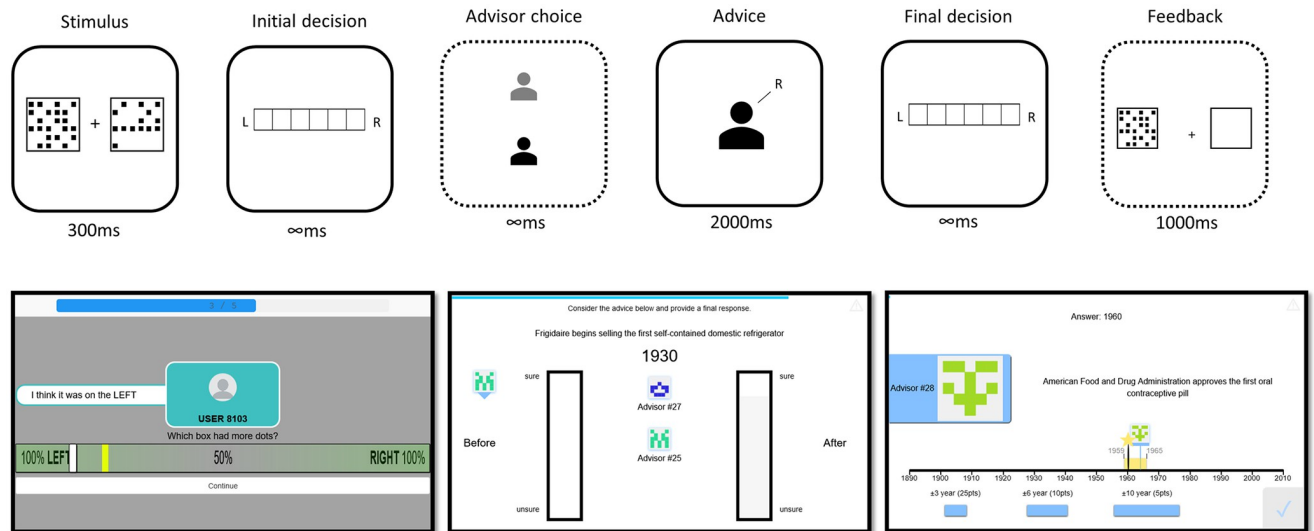 Stimulus
Initial decision
Advisor choice
Advice
Final decision
Feedback
+
L
R
R
L
R
+
300ms
∞ms
∞ms
2000ms
∞ms
1000ms
3 / 5
I think it was on the LEFT
USER 8103
Which box had more dots?
100% LEFT
50%
RIGHT 100%
Continue
Consider the advice below and provide a final response.
Frigidaire begins selling the first self-contained domestic refrigerator
1930
sure
sure
Advisor #27
Before
After
Advisor #25
unsure
unsure
Answer: 1960
Advisor #28
American Food and Drug Administration approves the first oral
contraceptive pill
1959
1965
1890 1900 1910 1920 1930 1940 1950 1960 1970 1980 1990 2000 2010
±3 year (25pts)
±6 year (10pts)
±10 year (5pts)